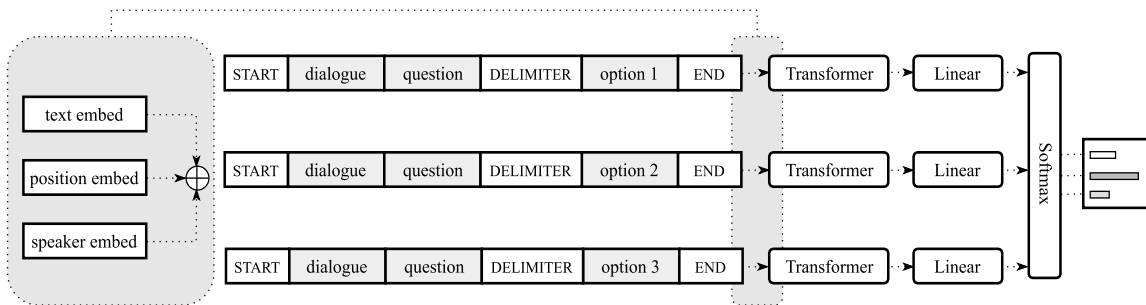 START dialogue question DELIMITER option 1 END Transformer Linear
text embed
position embed
speaker embed
START dialogue question DELIMITER option 2 END Transformer Linear
START dialogue question DELIMITER option 3 END Transformer Linear
Softmax